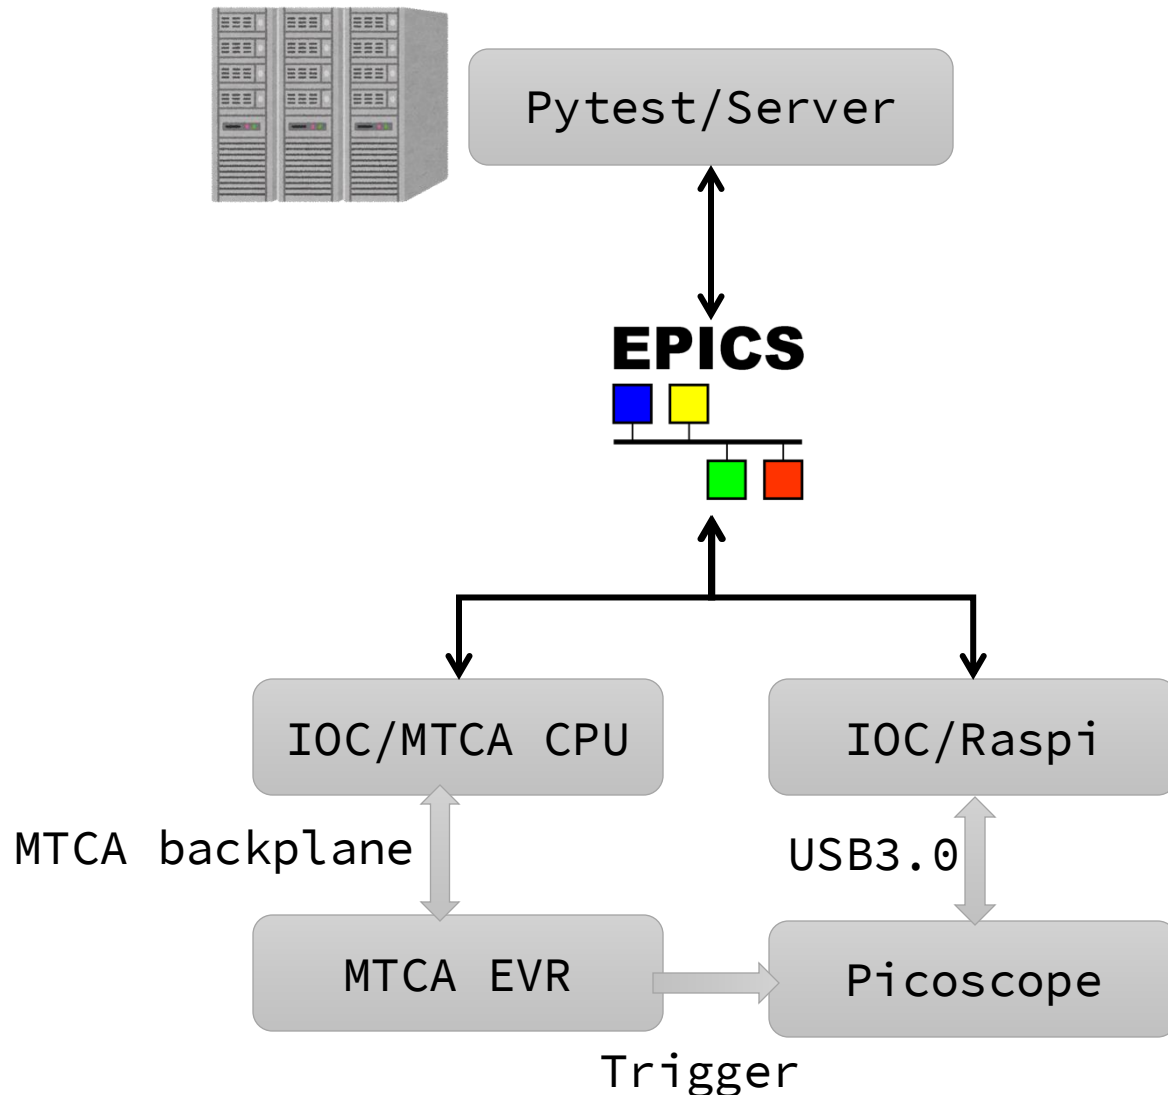 Pytest/Server
EPICS
IOC/MTCA CPU
IOC/Raspi
MTCA backplane
USB3.0
MTCA EVR
Picoscope
Trigger